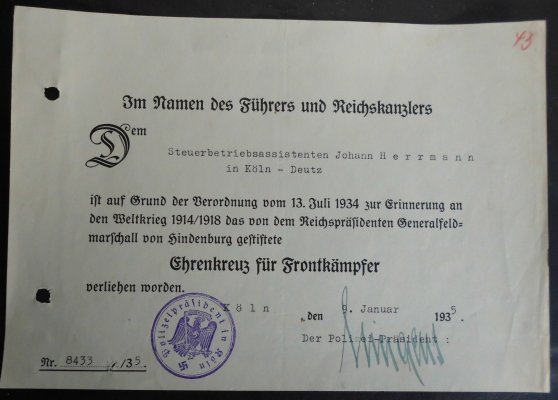 43
Im Namen des Führers und Reichskanzlers
Dem
Steuerbetriebsassistenten Johann Herrmann
in Köln - Deutz
ist auf Grund der Verordnung vom 13. Juli 1934 zur Erinnerung an
den Weltkrieg 1914/1918 das von dem Reichspräsidenten Generalfeld-
marschall von Hindenburg gestiftete
Ehrenkreuz für Frontkämpfer
verliehen worden.
Köln, den 9. Januar 1935.
Der Polizei-Präsident:
Polizeipräsident in Köln
Nr. 8433 /35.